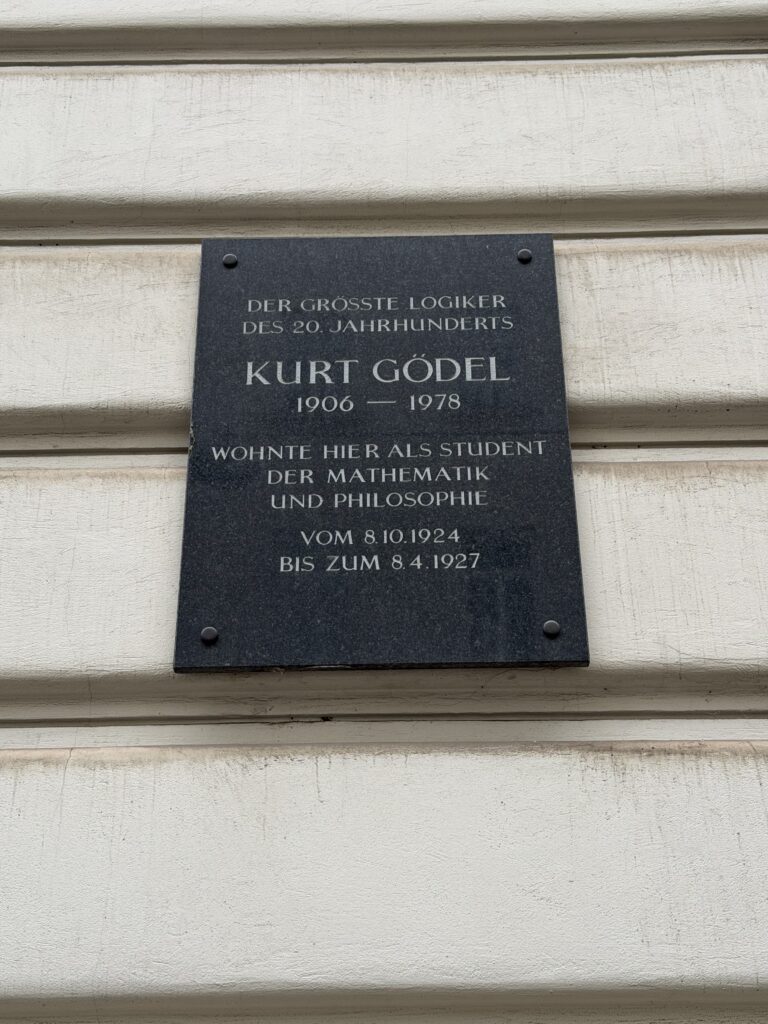 DER GRÖSSTE LOGIKER
DES 20. JAHRHUNDERTS
KURT GÖDEL
1906 — 1978
WOHNTE HIER ALS STUDENT
DER MATHEMATIK
UND PHILOSOPHIE
VOM 8.10.1924
BIS ZUM 8.4.1927